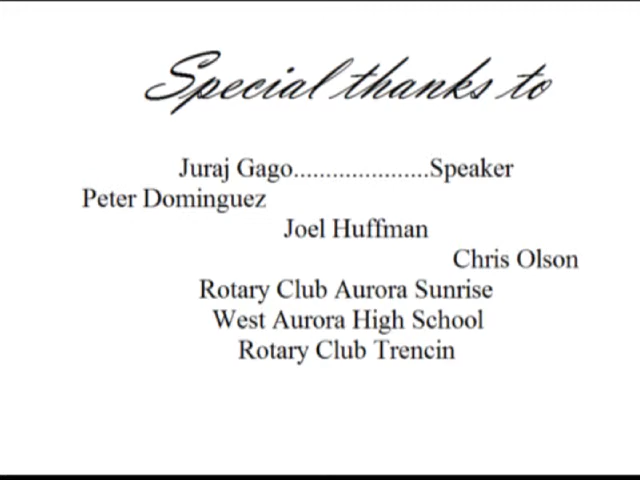 Special thanks to
Juraj Gago.....................Speaker
Peter Dominguez
Joel Huffman
Chris Olson
Rotary Club Aurora Sunrise
West Aurora High School
Rotary Club Trencin